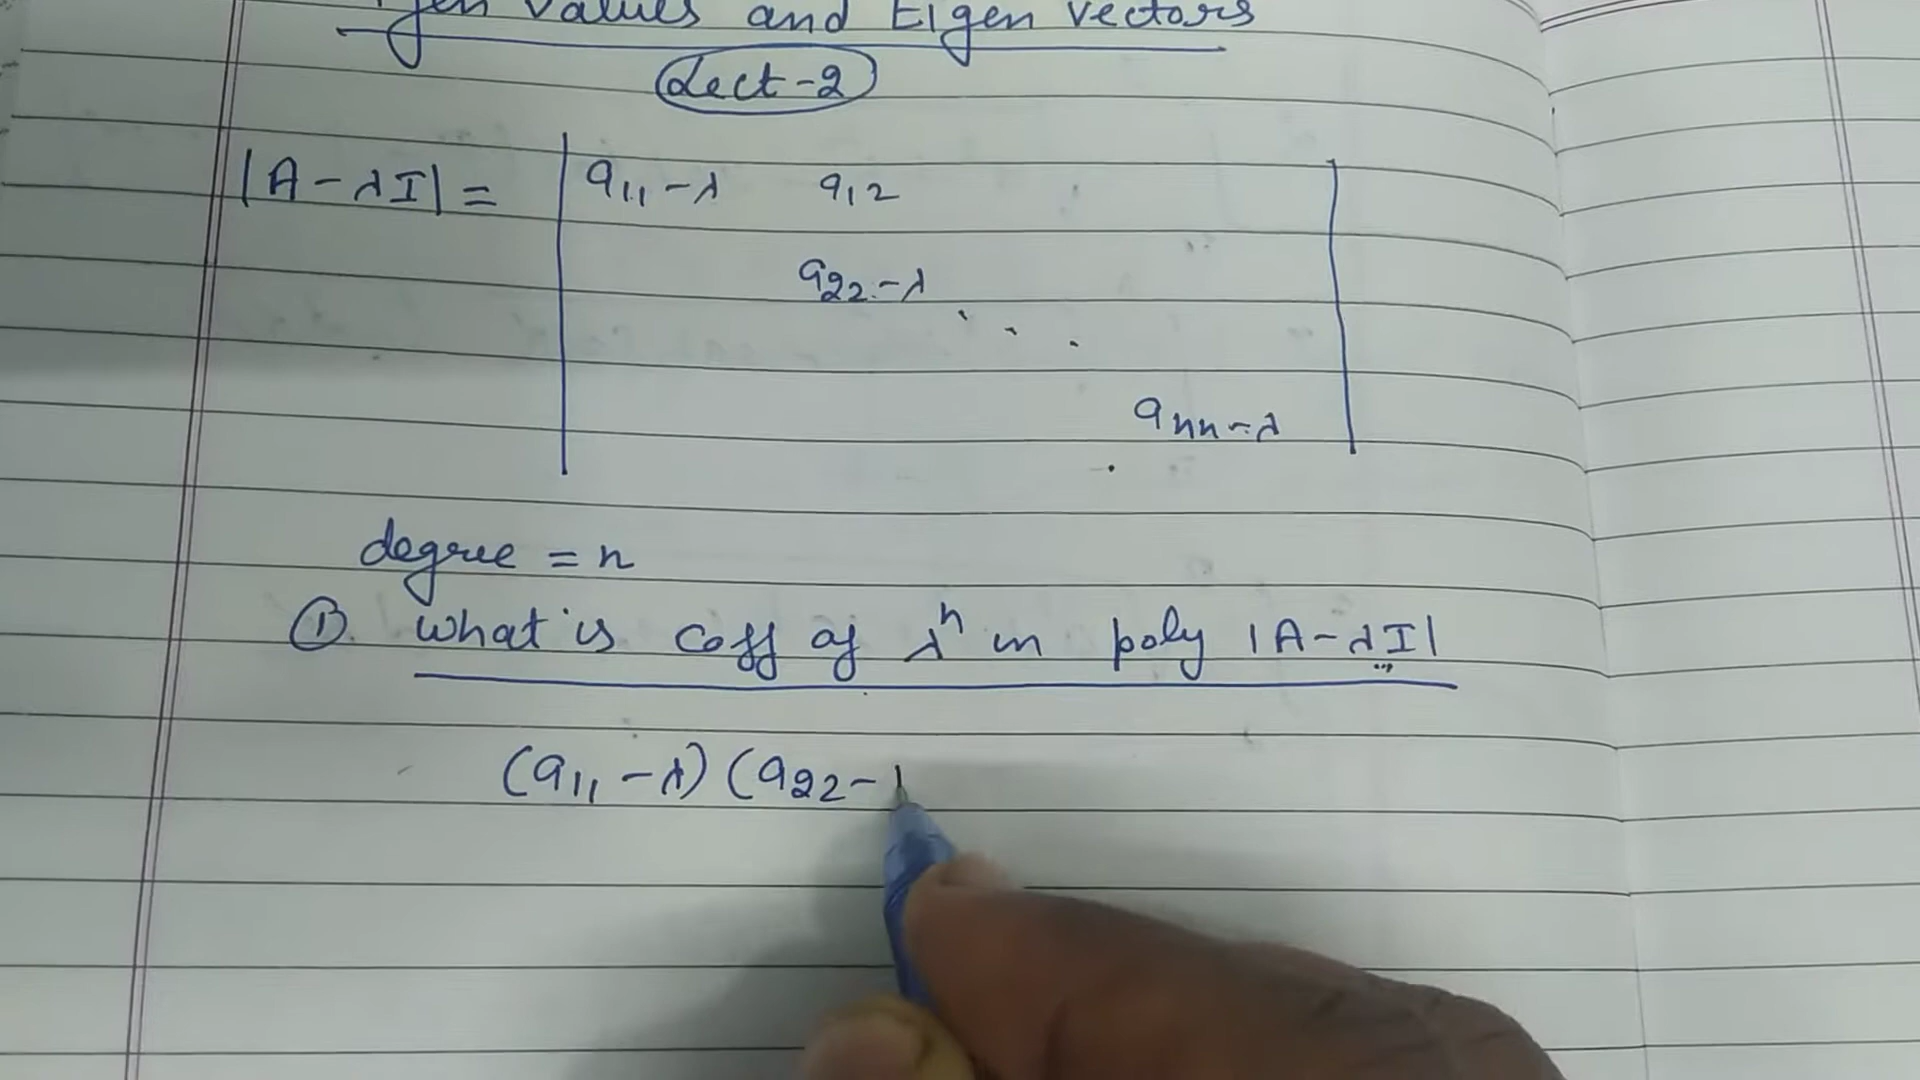 values and Eigen vectors
Lect-2
|A-λI| = | a₁₁-λ a₁₂ |
a₂₂-λ
. . .
aₙₙ-λ
degree = n
① what is coff of λⁿ in poly |A-λI|
(a₁₁-λ)(a₂₂-